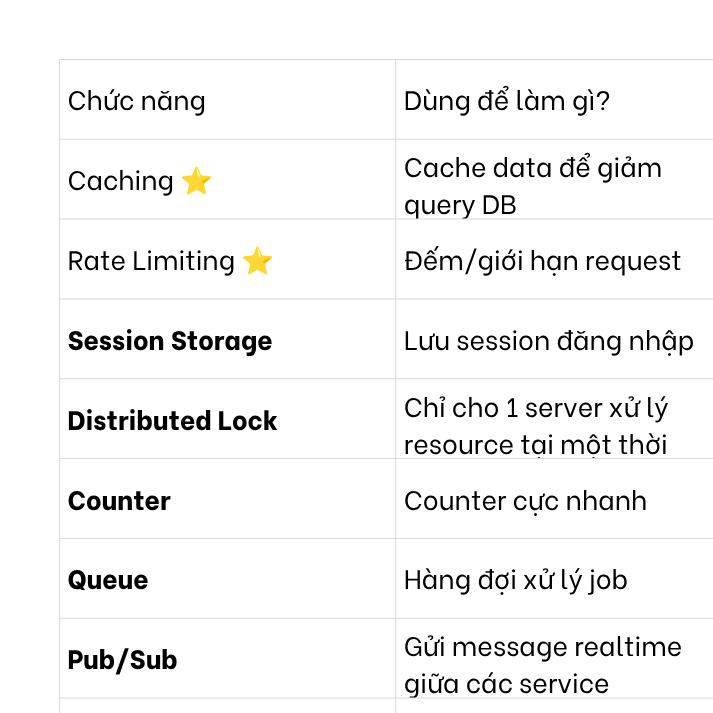 Chức năng
Dùng để làm gì?
Caching ⭐
Cache data để giảm
query DB
Rate Limiting ⭐
Đếm/giới hạn request
Session Storage
Lưu session đăng nhập
Distributed Lock
Chỉ cho 1 server xử lý
resource tại một thời
Counter
Counter cực nhanh
Queue
Hàng đợi xử lý job
Pub/Sub
Gửi message realtime
giữa các service